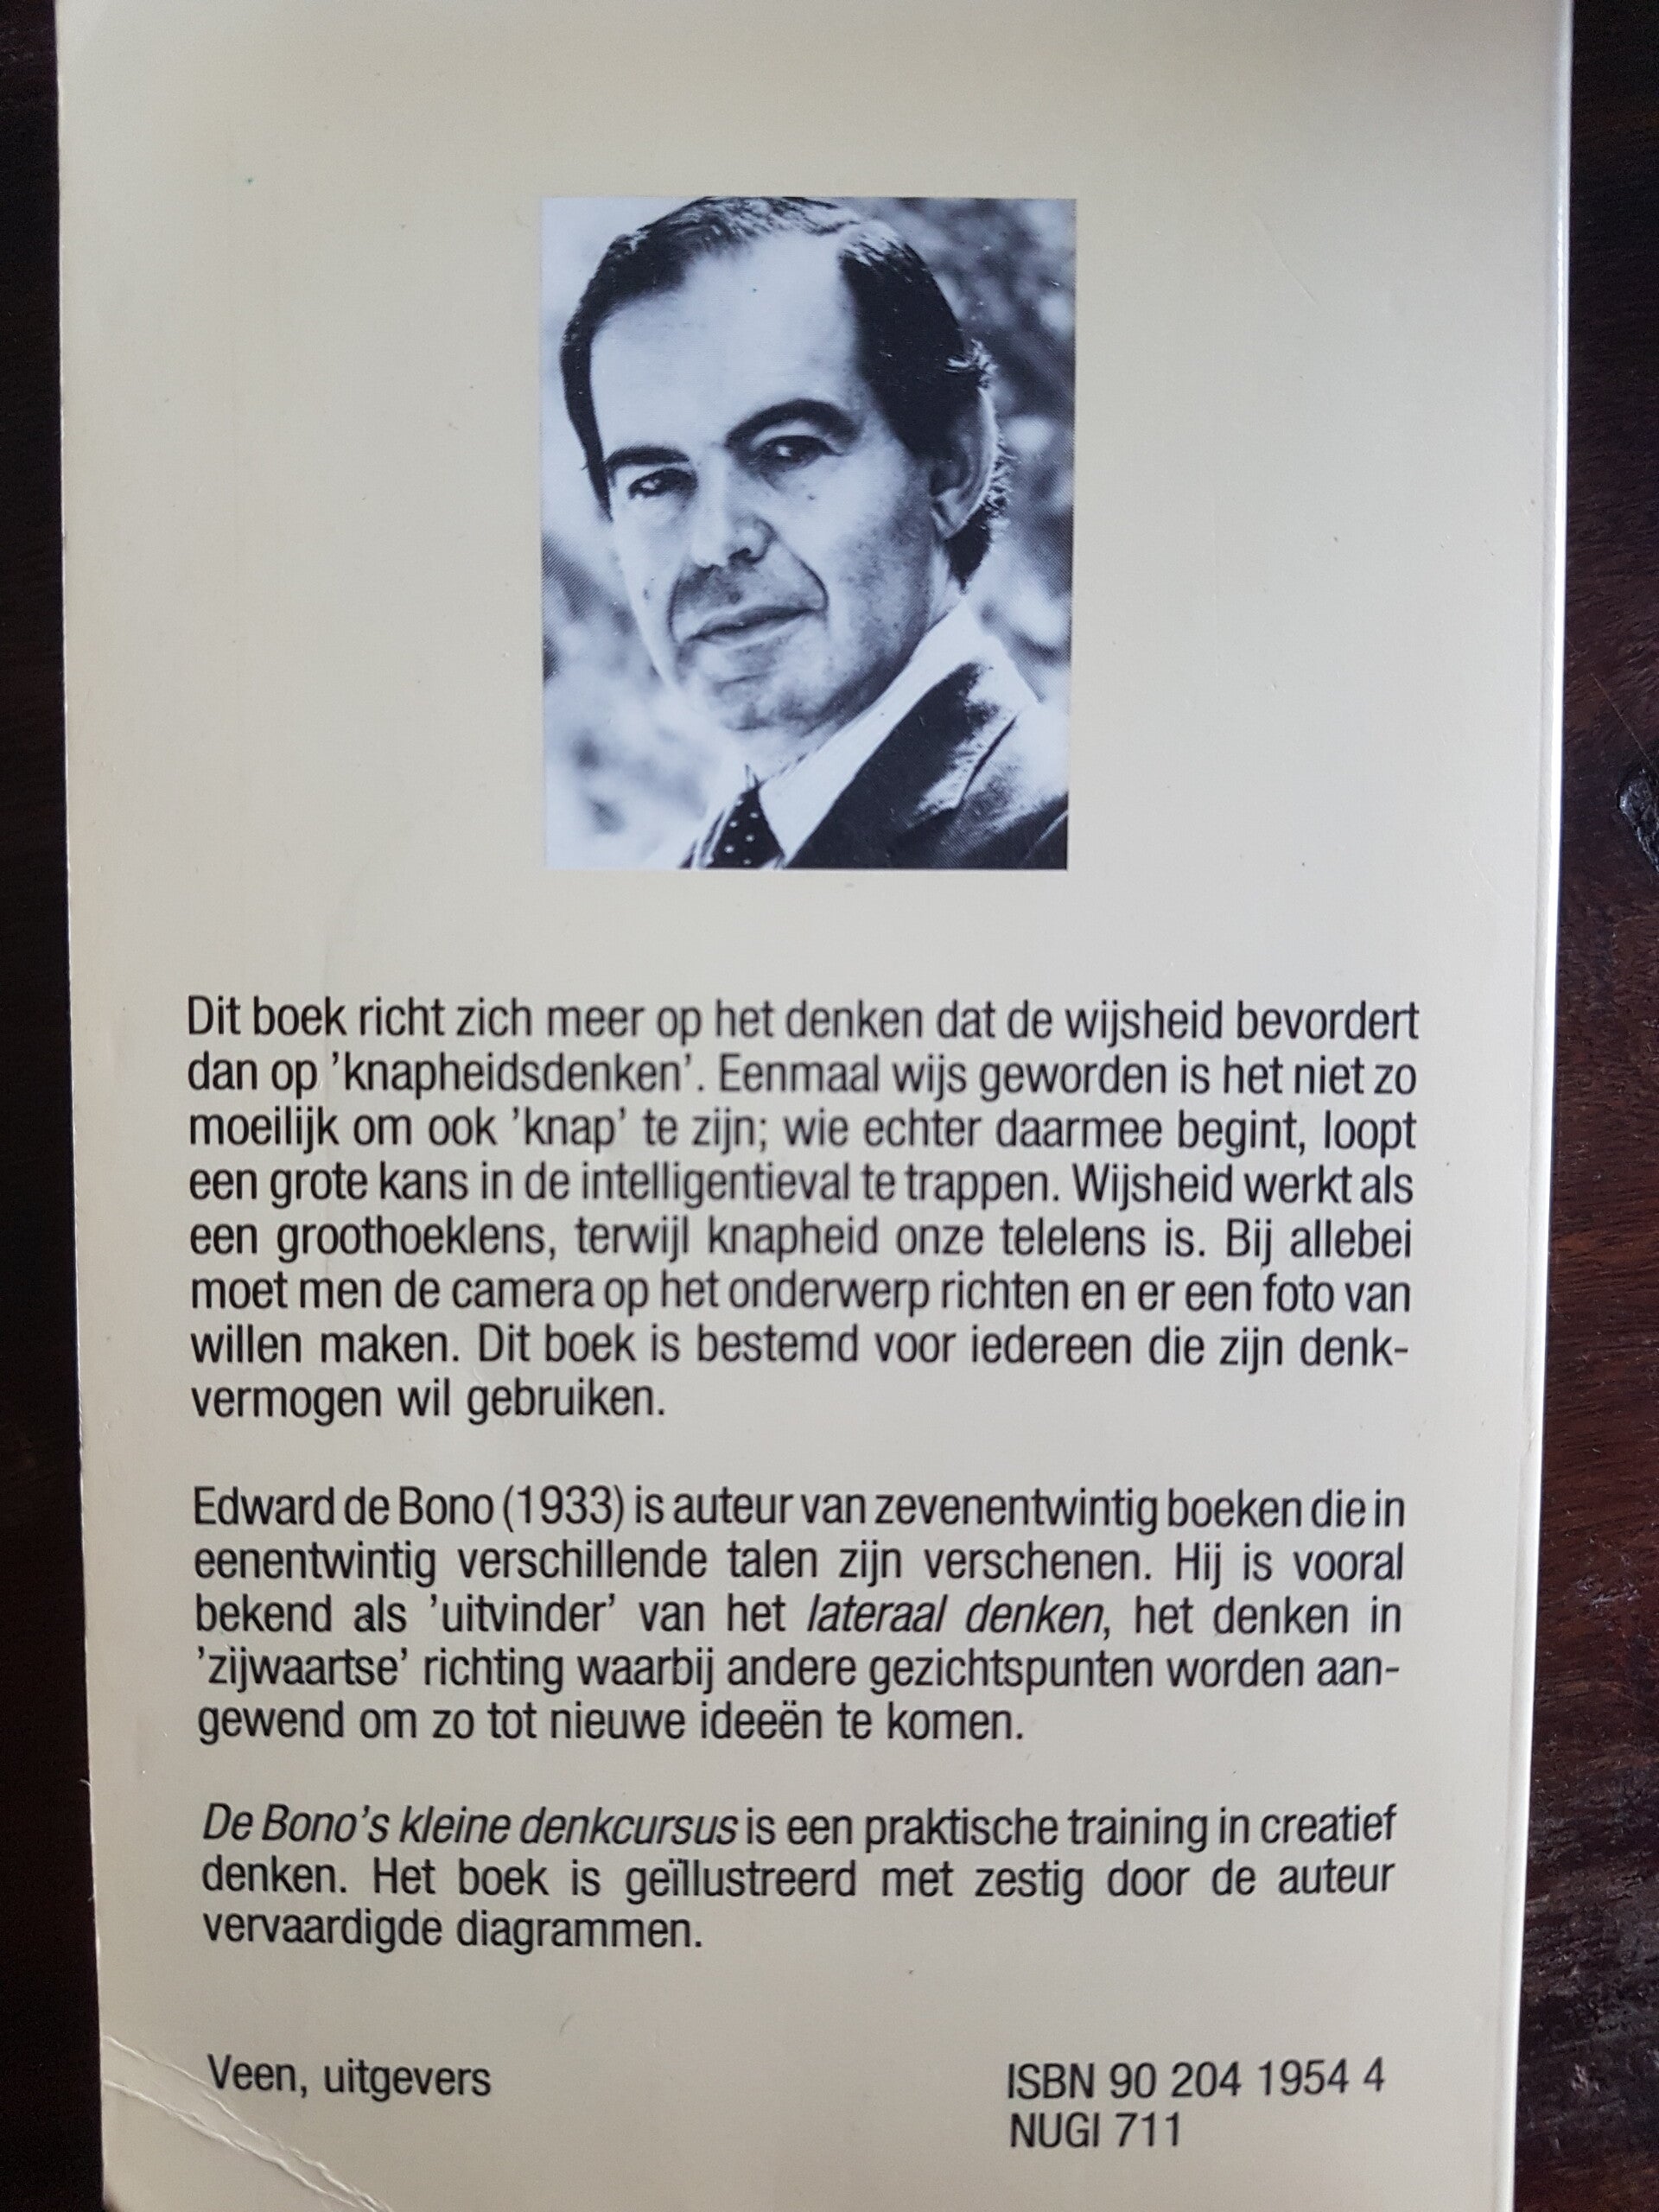 Dit boek richt zich meer op het denken dat de wijsheid bevordert
dan op 'knapheidsdenken'. Eenmaal wijs geworden is het niet zo
moeilijk om ook 'knap' te zijn; wie echter daarmee begint, loopt
een grote kans in de intelligentieval te trappen. Wijsheid werkt als
een groothoeklens, terwijl knapheid onze telelens is. Bij allebei
moet men de camera op het onderwerp richten en er een foto van
willen maken. Dit boek is bestemd voor iedereen die zijn denk-
vermogen wil gebruiken.
Edward de Bono (1933) is auteur van zevenentwintig boeken die in
eenentwintig verschillende talen zijn verschenen. Hij is vooral
bekend als 'uitvinder' van het lateraal denken, het denken in
'zijwaartse' richting waarbij andere gezichtspunten worden aan-
gewend om zo tot nieuwe ideeën te komen.
De Bono's kleine denkcursus is een praktische training in creatief
denken. Het boek is geïllustreerd met zestig door de auteur
vervaardigde diagrammen.
Veen, uitgevers
ISBN 90 204 1954 4
NUGI 711